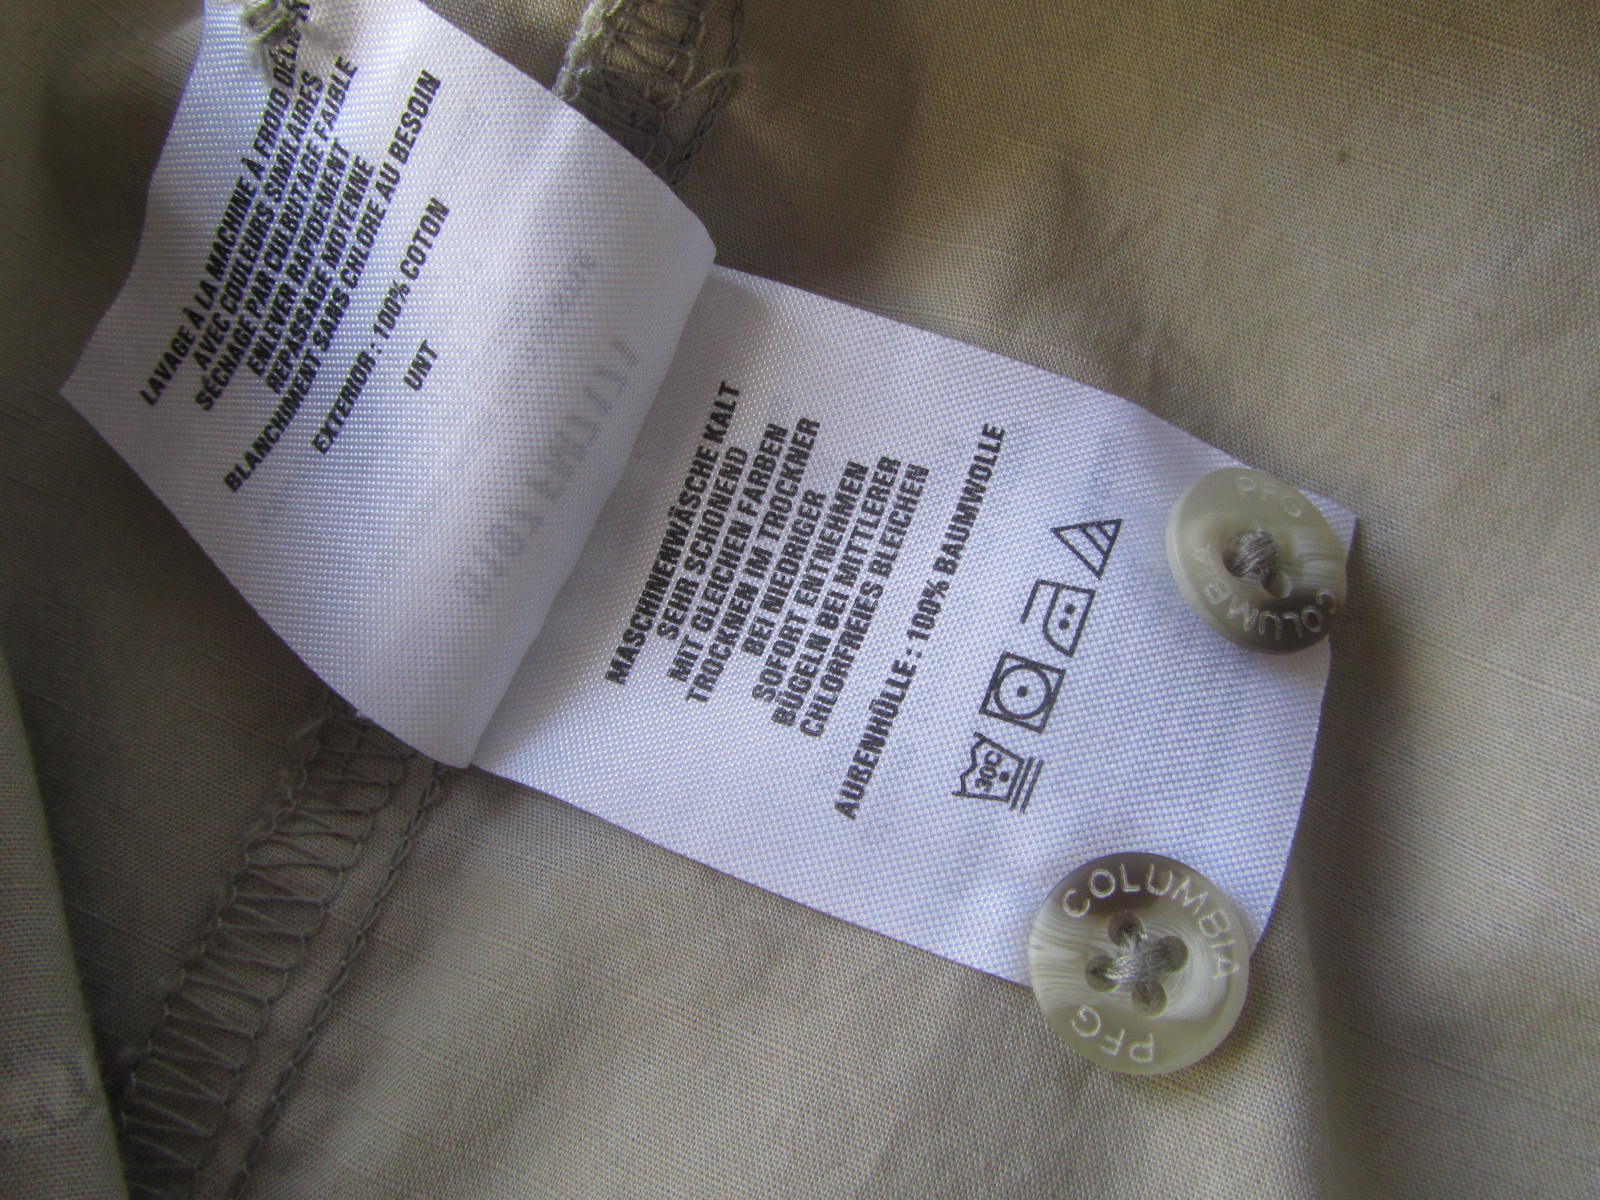 LAVAGE À LA MACHINE À FROID
AVEC COULEURS SIMILAIRES
SÉCHAGE PAR CULBUTAGE FAIBLE
ENLEVER RAPIDEMENT
REPASSAGE MOYENNE
BLANCHIMENT SANS CHLORE AU BESOIN
EXTERIOR : 100% COTON
UNT
MASCHINENWÄSCHE KALT
SEHR SCHONEND
MIT GLEICHEN FARBEN
TROCKNEN IM TROCKNER
BEI NIEDRIGER
SOFORT ENTNEHMEN
BÜGELN BEI MITTLERER
CHLORFREIES BLEICHEN
AUßENHÜLLE : 100% BAUMWOLLE
30C
PFG
COLUMBIA
COLUMBIA
PFG